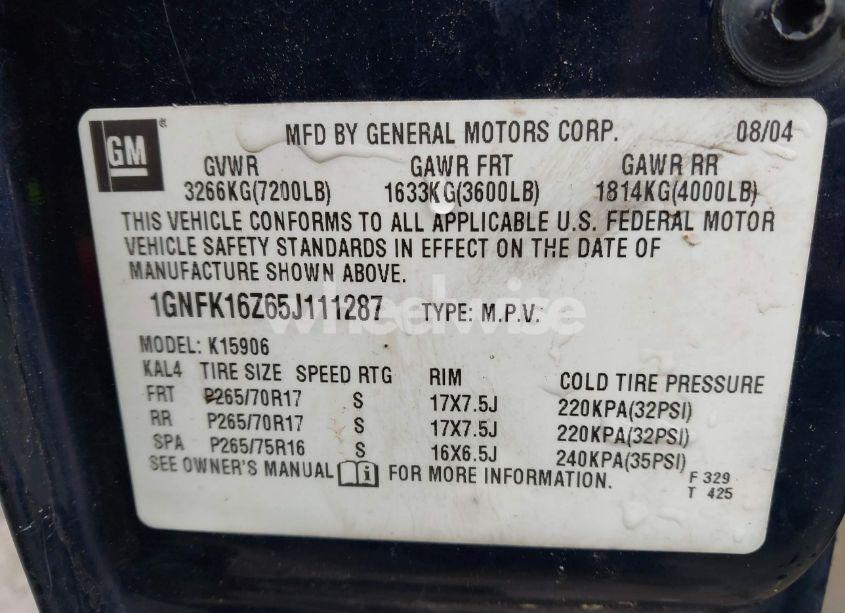 GM ® MFD BY GENERAL MOTORS CORP. 08/04
GVWR GAWR FRT GAWR RR
3266KG(7200LB) 1633KG(3600LB) 1814KG(4000LB)
THIS VEHICLE CONFORMS TO ALL APPLICABLE U.S. FEDERAL MOTOR
VEHICLE SAFETY STANDARDS IN EFFECT ON THE DATE OF
MANUFACTURE SHOWN ABOVE.
1GNFK16Z65J111287 TYPE: M.P.V.
wheelwise
MODEL: K15906
KAL4 TIRE SIZE SPEED RTG RIM COLD TIRE PRESSURE
FRT P265/70R17 S 17X7.5J 220KPA(32PSI)
RR P265/70R17 S 17X7.5J 220KPA(32PSI)
SPA P265/75R16 S 16X6.5J 240KPA(35PSI)
SEE OWNER'S MANUAL FOR MORE INFORMATION.
F 329
T 425